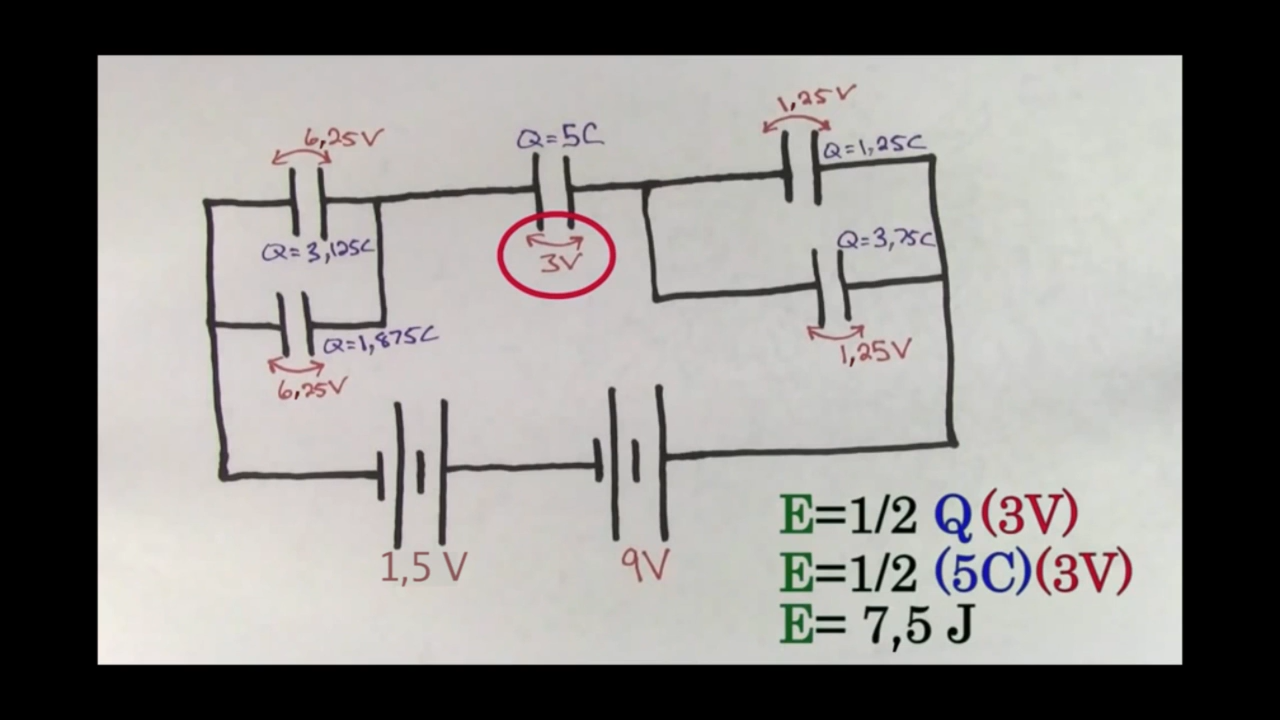 1,25V
6,25V
Q=5C
Q=1,25C
Q=3,125C
3V
Q=3,75C
Q=1,875C
1,25V
6,25V
1,5 V
9V
E=1/2 Q(3V)
E=1/2 (5C)(3V)
E= 7,5 J